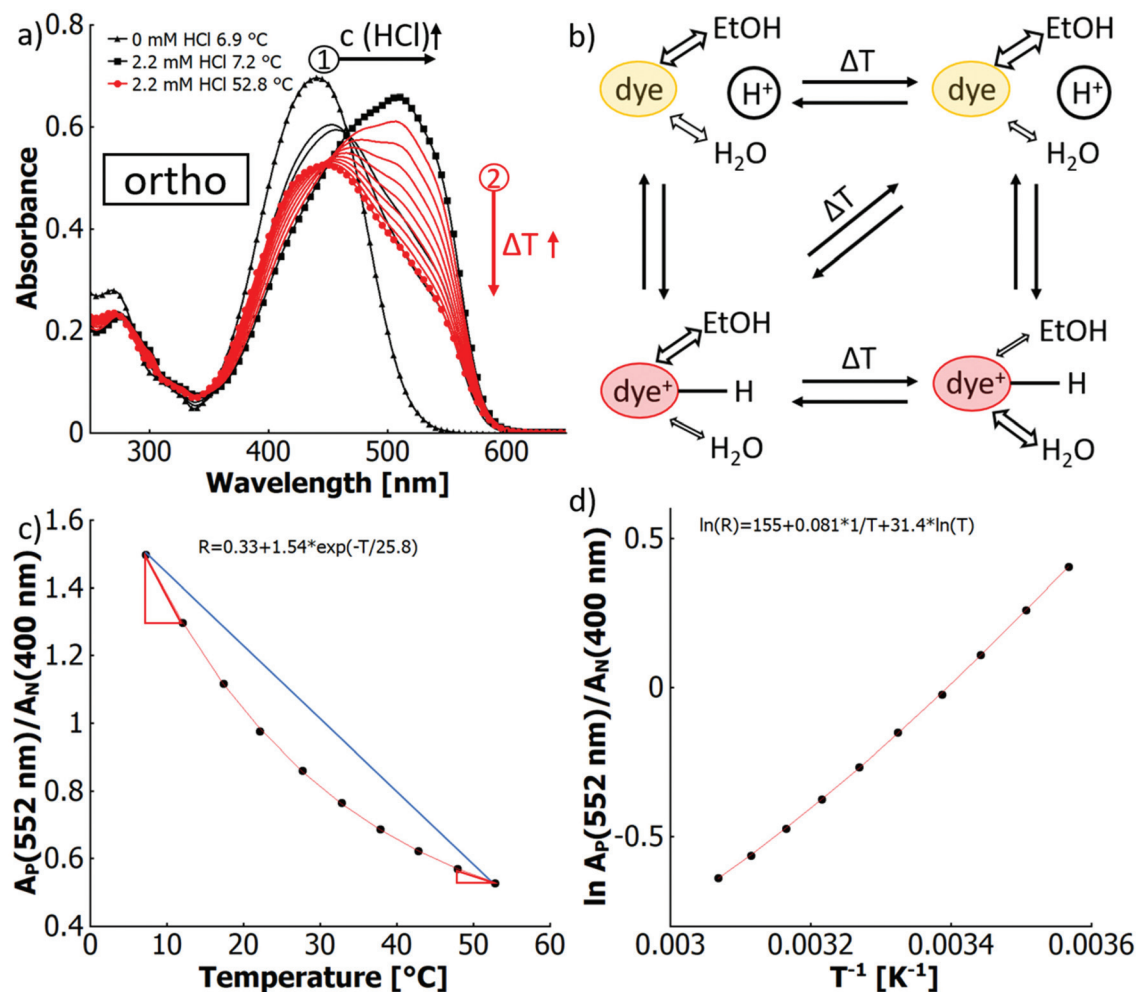 a)
0 mM HCl 6.9 °C
2.2 mM HCl 7.2 °C
2.2 mM HCl 52.8 °C
1
c (HCl)
ortho
2
ΔT
Absorbance
0.8
0.6
0.4
0.2
0
300 400 500 600
Wavelength [nm]
b)
EtOH
dye
H+
H2O
ΔT
EtOH
dye
H+
H2O
ΔT
EtOH
dye+
H
H2O
ΔT
EtOH
dye+
H
H2O
c)
R=0.33+1.54*exp(-T/25.8)
AP(552 nm)/AN(400 nm)
1.6
1.4
1.2
1
0.8
0.6
0.4
0 10 20 30 40 50 60
Temperature [°C]
d)
ln(R)=155+0.081*1/T+31.4*ln(T)
ln AP(552 nm)/AN(400 nm)
0.5
0
-0.5
0.003 0.0032 0.0034 0.0036
T-1 [K-1]